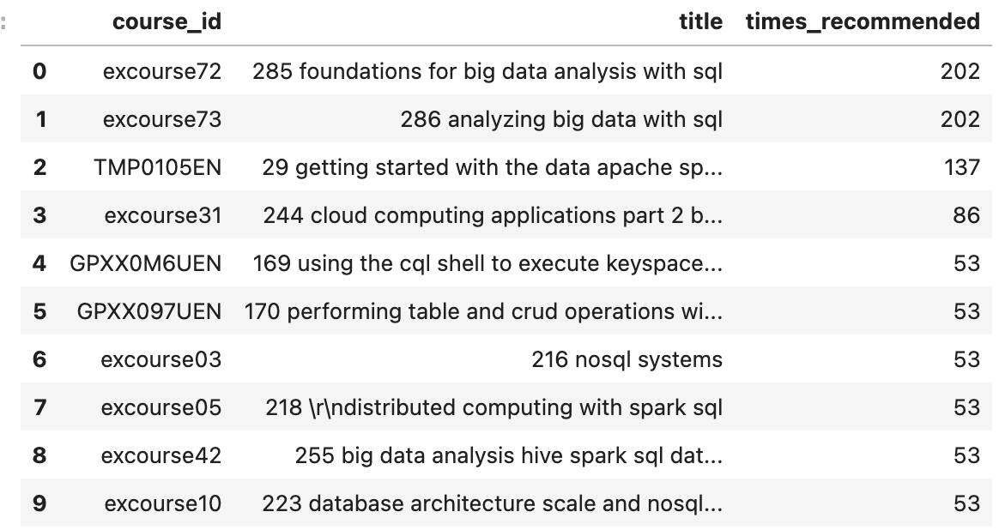 : course_id title times_recommended
0 excourse72 285 foundations for big data analysis with sql 202
1 excourse73 286 analyzing big data with sql 202
2 TMP0105EN 29 getting started with the data apache sp... 137
3 excourse31 244 cloud computing applications part 2 b... 86
4 GPXX0M6UEN 169 using the cql shell to execute keyspace... 53
5 GPXX097UEN 170 performing table and crud operations wi... 53
6 excourse03 216 nosql systems 53
7 excourse05 218 \r\ndistributed computing with spark sql 53
8 excourse42 255 big data analysis hive spark sql dat... 53
9 excourse10 223 database architecture scale and nosql... 53